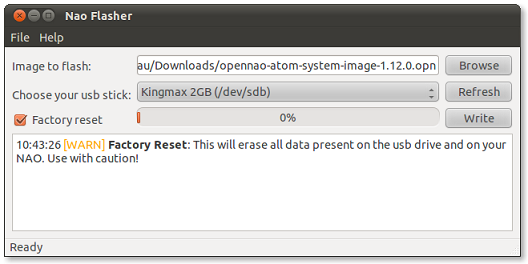 Nao Flasher
File Help
Image to flash: au/Downloads/opennao-atom-system-image-1.12.0.opn Browse
Choose your usb stick: Kingmax 2GB (/dev/sdb) Refresh
Factory reset 0% Write
10:43:26 [WARN] Factory Reset: This will erase all data present on the usb drive and on your
NAO. Use with caution!
Ready